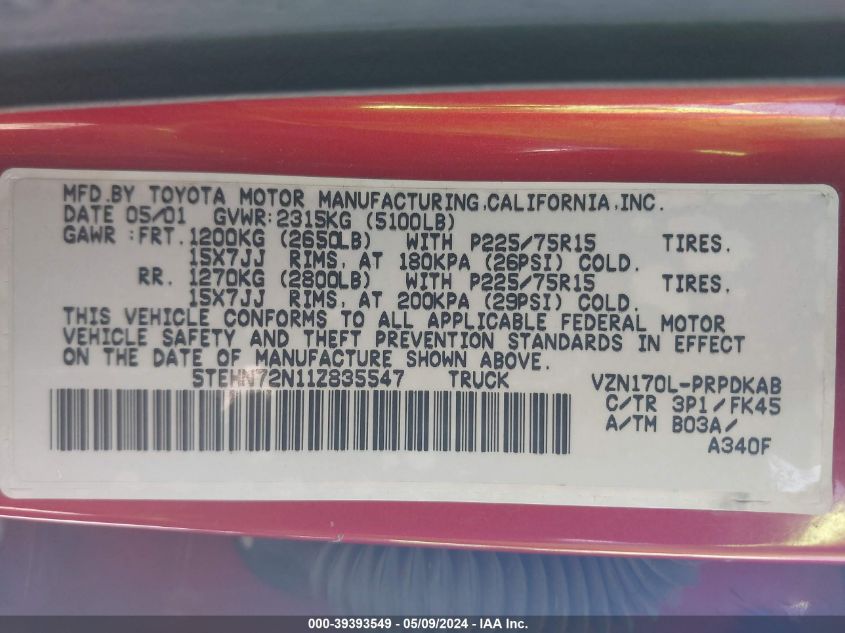 MFD.BY TOYOTA MOTOR MANUFACTURING,CALIFORNIA,INC.
DATE 05/01 GVWR:2315KG (5100LB)
GAWR :FRT. 1200KG (2650LB) WITH P225/75R15 TIRES.
15X7JJ RIMS, AT 180KPA (26PSI) COLD.
RR. 1270KG (2800LB) WITH P225/75R15 TIRES.
15X7JJ RIMS, AT 200KPA (29PSI) COLD.
THIS VEHICLE CONFORMS TO ALL APPLICABLE FEDERAL MOTOR
VEHICLE SAFETY AND THEFT PREVENTION STANDARDS IN EFFECT
ON THE DATE OF MANUFACTURE SHOWN ABOVE.
5TEHN72N11Z835547 TRUCK VZN170L-PRPDKAB
C/TR 3P1/FK45
A/TM B03A/
A340F
000-39393549 - 05/09/2024 - IAA Inc.